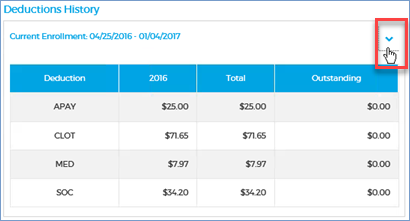 Deductions History
Current Enrollment: 04/25/2016 - 01/04/2017
Deduction 2016 Total Outstanding
APAY $25.00 $25.00 $0.00
CLOT $71.65 $71.65 $0.00
MED $7.97 $7.97 $0.00
SOC $34.20 $34.20 $0.00